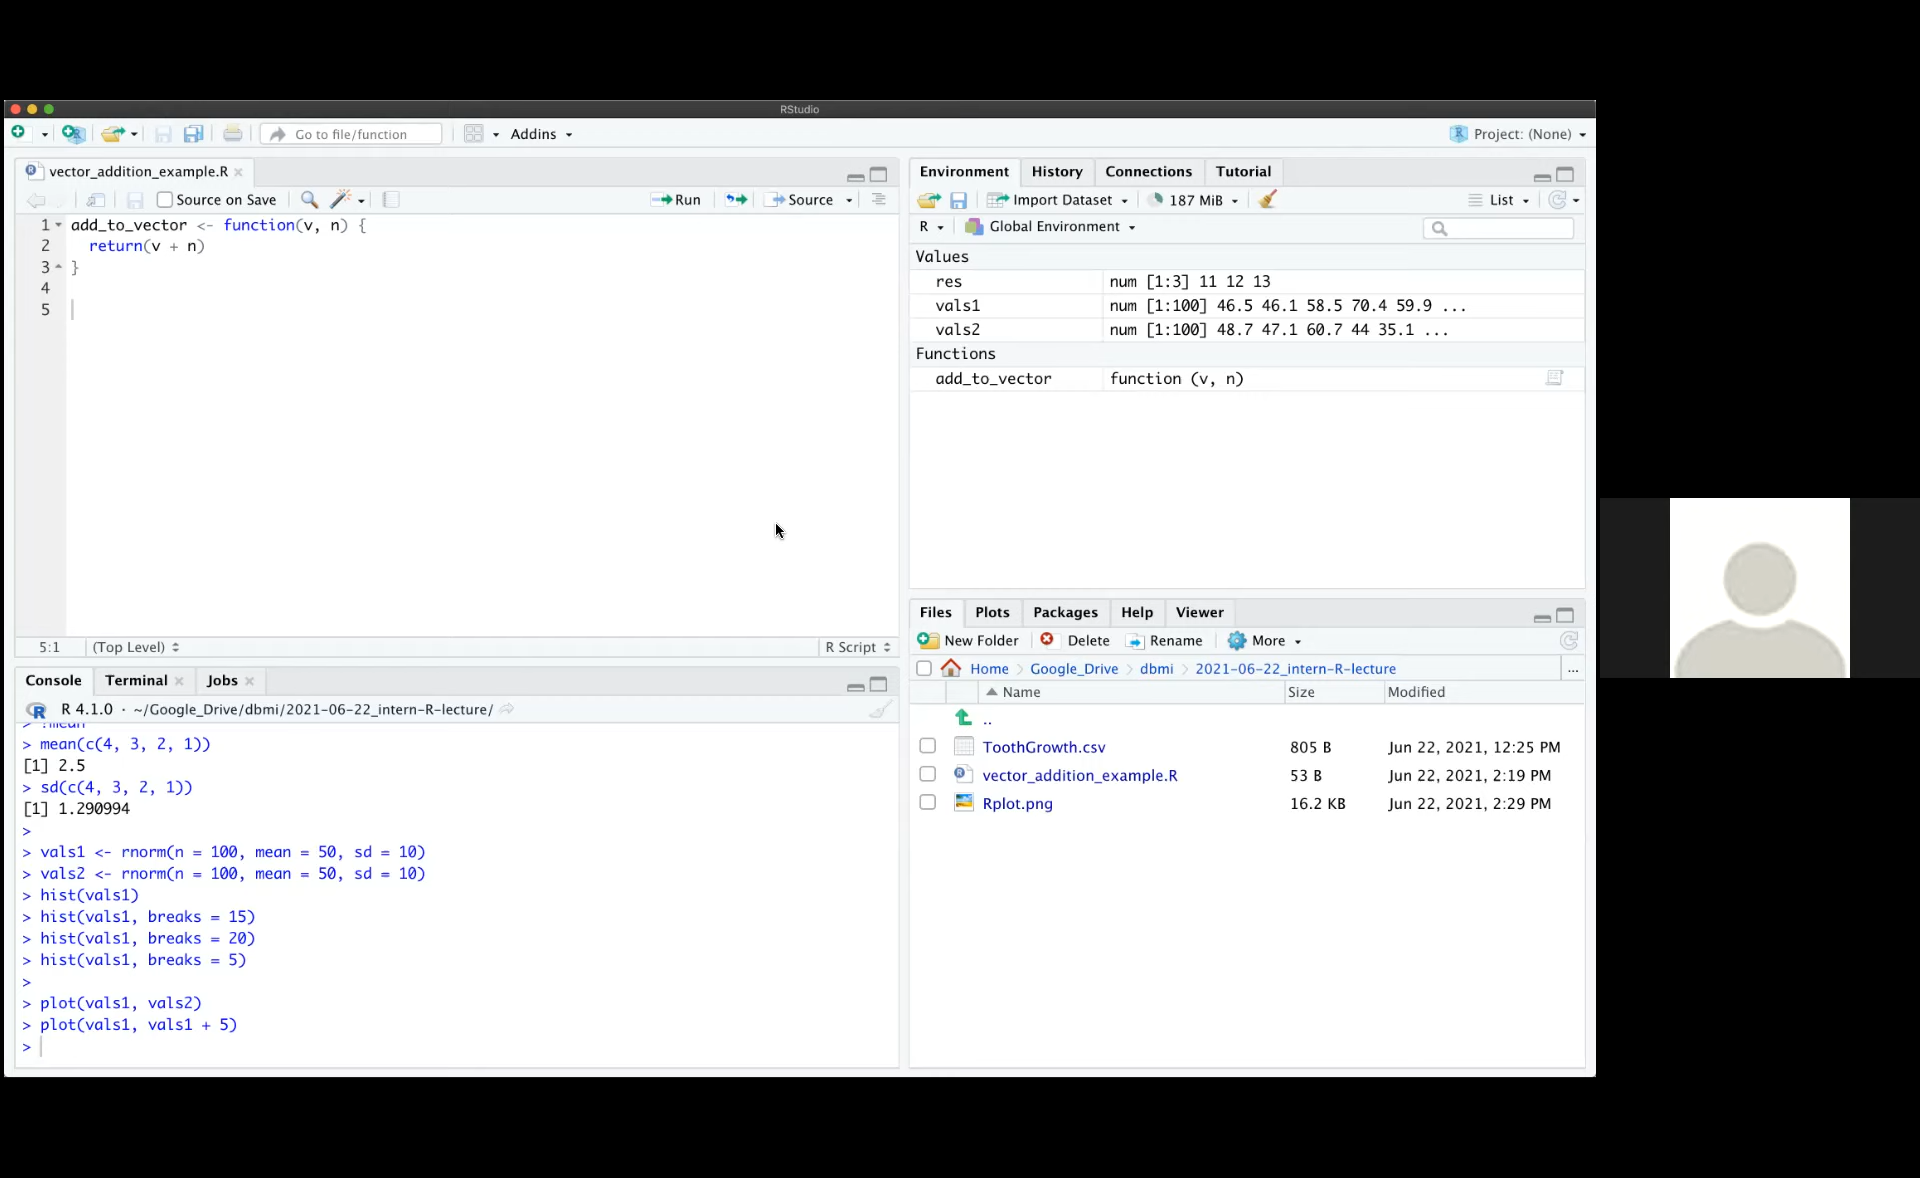 RStudio
Go to file/function
Addins
Project: (None)
vector_addition_example.R
Source on Save
Run
Source
1 add_to_vector <- function(v, n) {
2   return(v + n)
3 }
4
5
5:1 (Top Level)
R Script
Console Terminal Jobs
R 4.1.0 · ~/Google_Drive/dbmi/2021-06-22_intern-R-lecture/
> ?mean
> mean(c(4, 3, 2, 1))
[1] 2.5
> sd(c(4, 3, 2, 1))
[1] 1.290994
>
> vals1 <- rnorm(n = 100, mean = 50, sd = 10)
> vals2 <- rnorm(n = 100, mean = 50, sd = 10)
> hist(vals1)
> hist(vals1, breaks = 15)
> hist(vals1, breaks = 20)
> hist(vals1, breaks = 5)
>
> plot(vals1, vals2)
> plot(vals1, vals1 + 5)
>
Environment History Connections Tutorial
Import Dataset 187 MiB List
R Global Environment
Values
res num [1:3] 11 12 13
vals1 num [1:100] 46.5 46.1 58.5 70.4 59.9 ...
vals2 num [1:100] 48.7 47.1 60.7 44 35.1 ...
Functions
add_to_vector function (v, n)
Files Plots Packages Help Viewer
New Folder Delete Rename More
Home Google_Drive dbmi 2021-06-22_intern-R-lecture ...
Name Size Modified
..
ToothGrowth.csv 805 B Jun 22, 2021, 12:25 PM
vector_addition_example.R 53 B Jun 22, 2021, 2:19 PM
Rplot.png 16.2 KB Jun 22, 2021, 2:29 PM